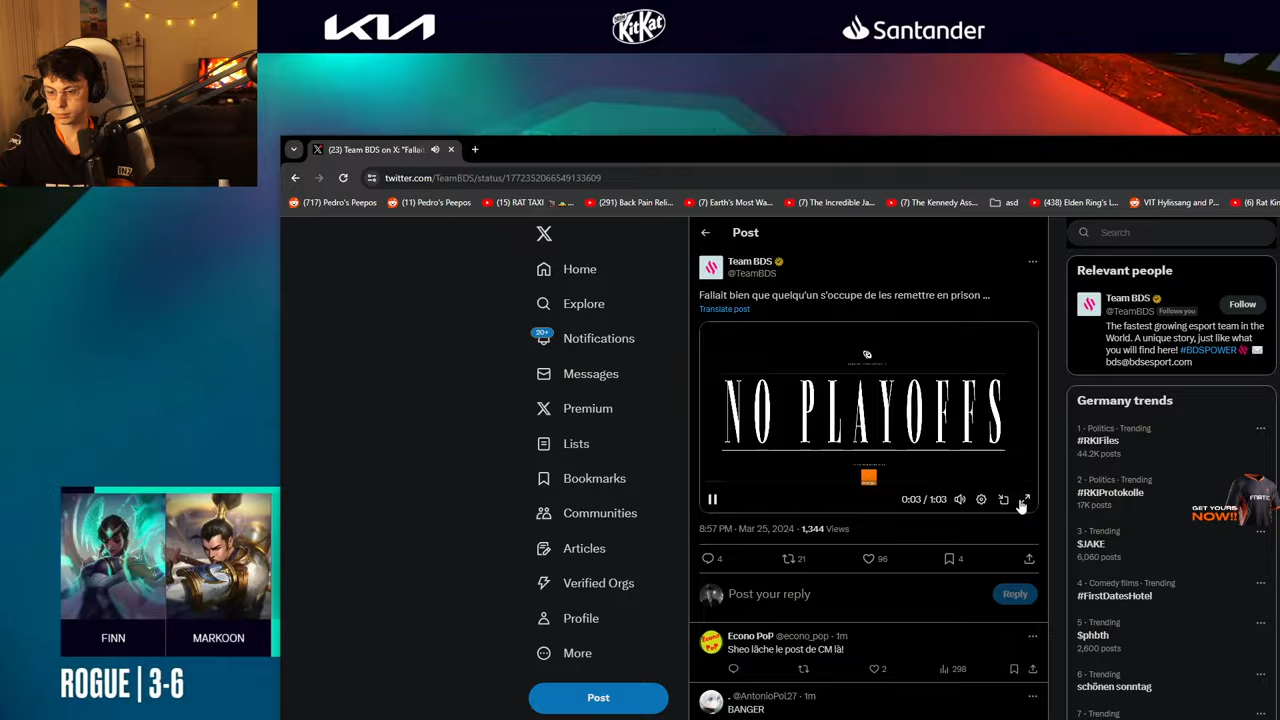 KIA
KitKat
Santander
(23) Team BDS on X: "Fallai
twitter.com/TeamBDS/status/1772352066549133609
(717) Pedro's Peepos
(11) Pedro's Peepos
(15) RAT TAXI
(291) Back Pain Reli...
(7) Earth's Most Wa...
(7) The Incredible Ja...
(7) The Kennedy Ass...
asd
(438) Elden Ring's L...
VIT Hylissang and P...
(6) Rat Kin
Home
Explore
20+
Notifications
Messages
Premium
Lists
Bookmarks
Communities
Articles
Verified Orgs
Profile
More
Post
Post
Team BDS
@TeamBDS
Fallait bien que quelqu'un s'occupe de les remettre en prison ...
Translate post
NO PLAYOFFS
0:03 / 1:03
8:57 PM · Mar 25, 2024 · 1,344 Views
4
21
96
4
Post your reply
Reply
Econo PoP @econo_pop · 1m
Sheo lâche le post de CM là!
2
298
. @AntonioPol27 · 1m
BANGER
Search
Relevant people
Team BDS
@TeamBDS Follows you
Follow
The fastest growing esport team in the
World. A unique story, just like what
you will find here! #BDSPOWER
bds@bdsesport.com
Germany trends
1 · Politics · Trending
#RKIFiles
44.2K posts
2 · Politics · Trending
#RKIProtokolle
17K posts
3 · Trending
$JAKE
6,060 posts
4 · Comedy films · Trending
#FirstDatesHotel
5 · Trending
$phbth
2,600 posts
6 · Trending
schönen sonntag
7 · Trending
FNATIC
GET YOURS
NOW!!
FINN
MARKOON
ROGUE | 3-6